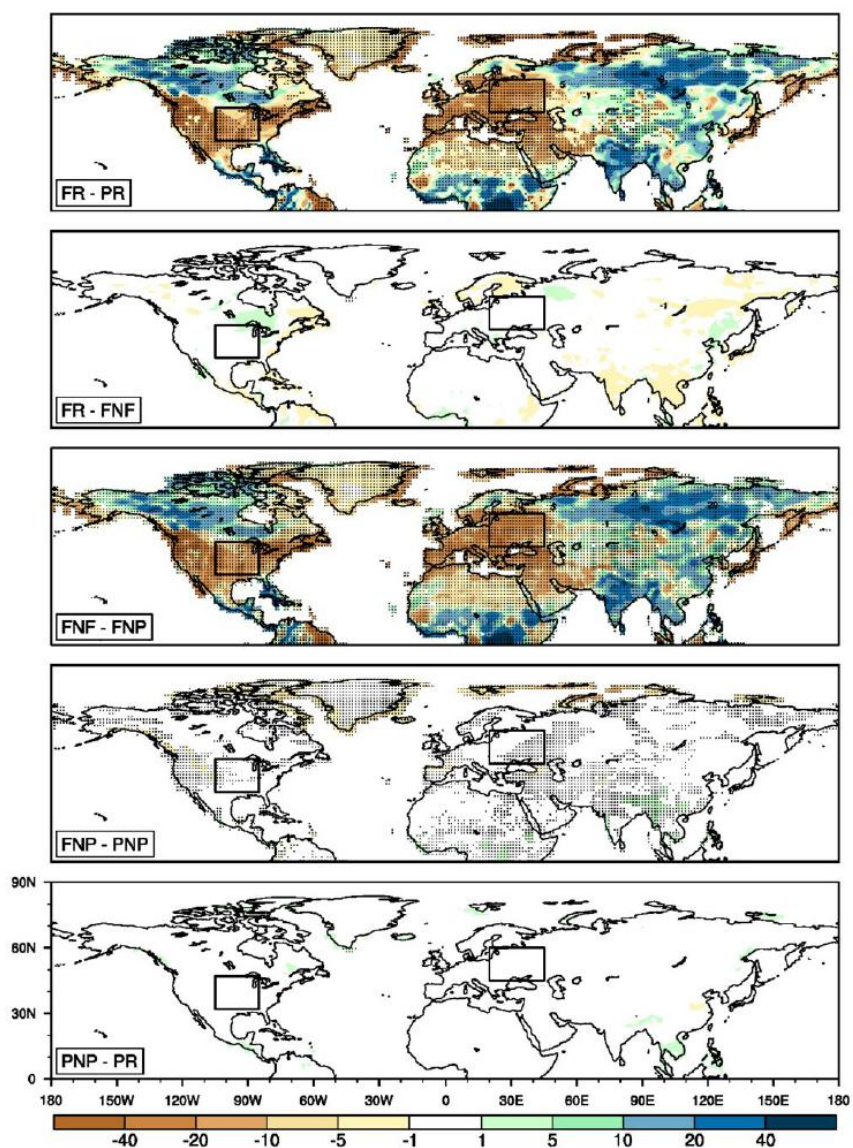 FR - PR
FR - FNF
FNF - FNP
FNP - PNP
90N
60N
30N
0
PNP - PR
180 150W 120W 90W 60W 30W 0 30E 60E 90E 120E 150E 180
-40 -20 -10 -5 -1 1 5 10 20 40